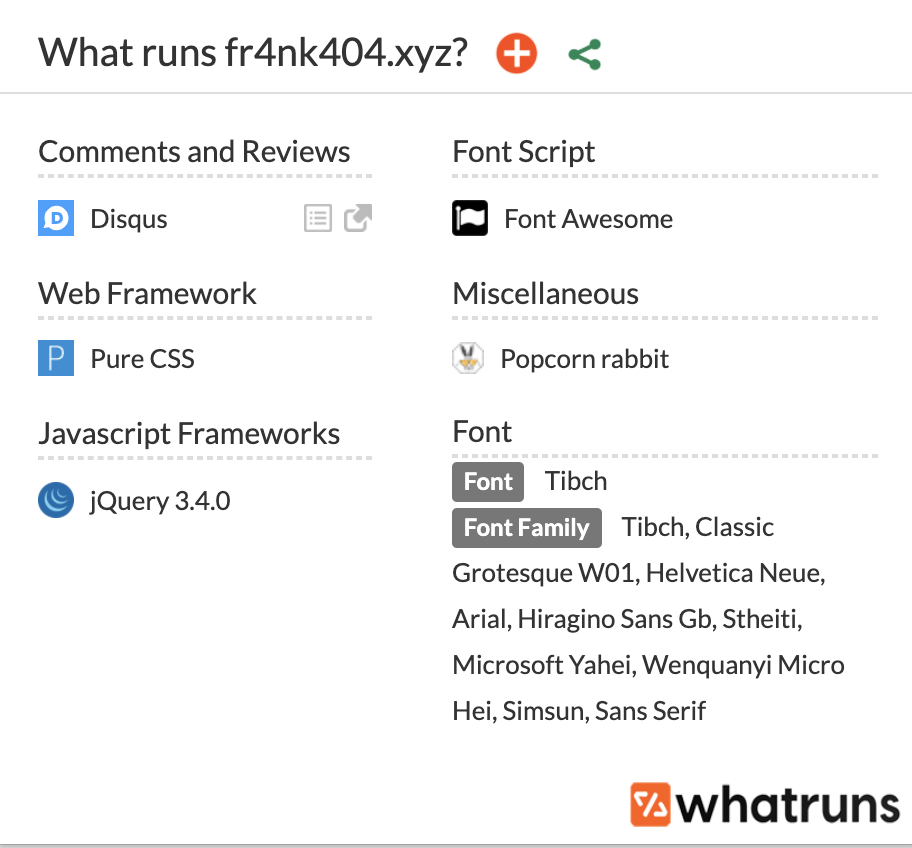 What runs fr4nk404.xyz?
Comments and Reviews
Disqus
Web Framework
P
Pure CSS
Javascript Frameworks
jQuery 3.4.0
Font Script
Font Awesome
Miscellaneous
Popcorn rabbit
Font
Font Tibch
Font Family Tibch, Classic
Grotesque W01, Helvetica Neue,
Arial, Hiragino Sans Gb, Stheiti,
Microsoft Yahei, Wenquanyi Micro
Hei, Simsun, Sans Serif
whatruns